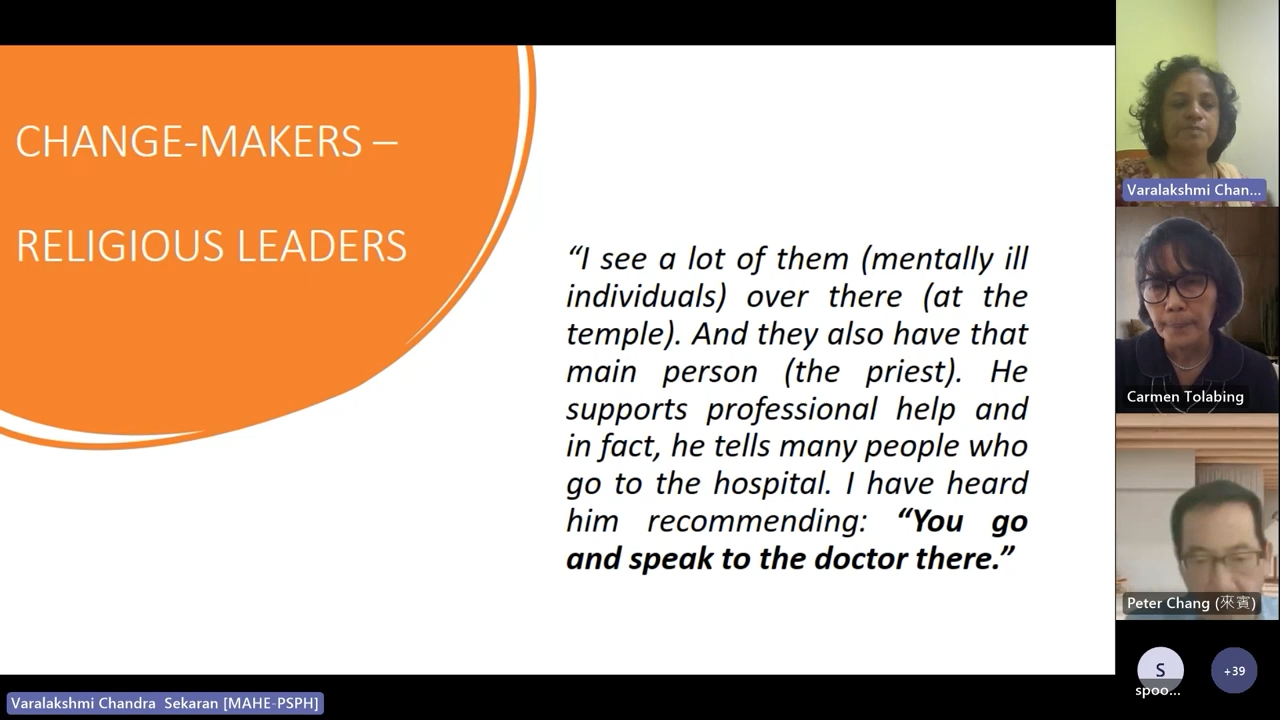 CHANGE-MAKERS –
RELIGIOUS LEADERS
“I see a lot of them (mentally ill
individuals) over there (at the
temple). And they also have that
main person (the priest). He
supports professional help and
in fact, he tells many people who
go to the hospital. I have heard
him recommending: “You go
and speak to the doctor there.”
Varalakshmi Chan...
Carmen Tolabing
Peter Chang (來賓)
S
spoo...
+39
Varalakshmi Chandra Sekaran [MAHE-PSPH]